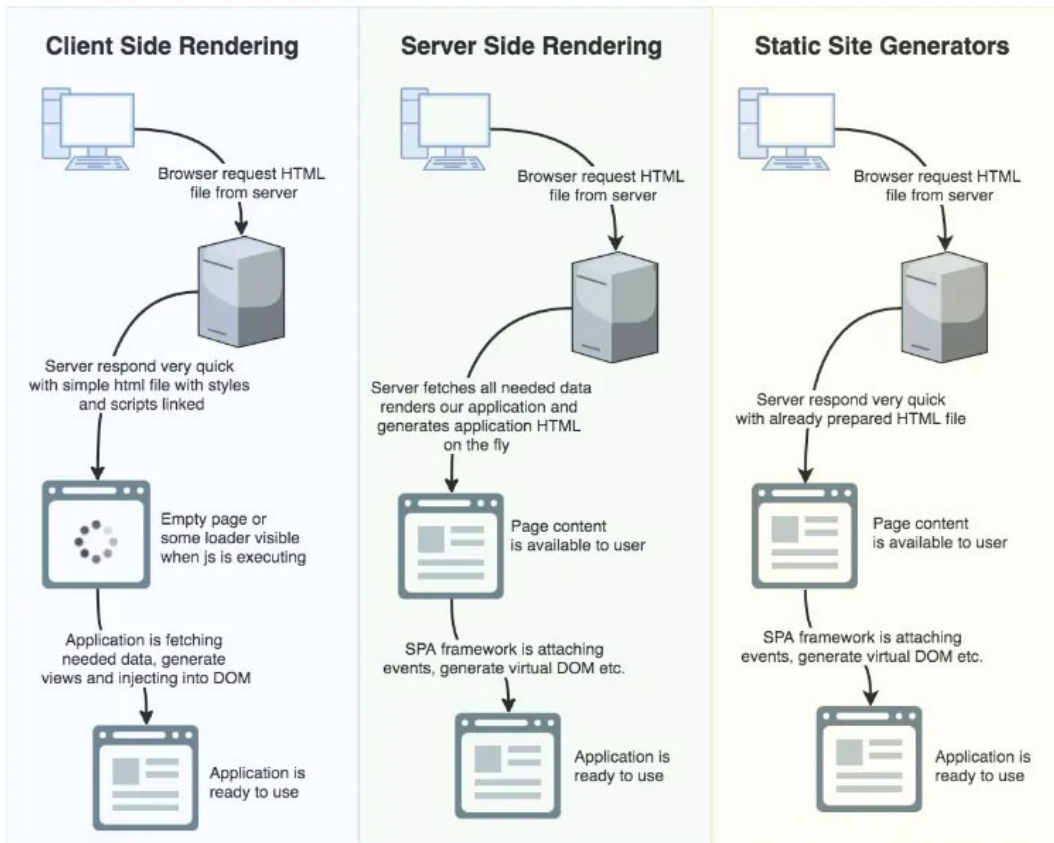 Client Side Rendering
Browser request HTML
file from server
Server respond very quick
with simple html file with styles
and scripts linked
Empty page or
some loader visible
when js is executing
Application is fetching
needed data, generate
views and injecting into DOM
Application is
ready to use
Server Side Rendering
Browser request HTML
file from server
Server fetches all needed data
renders our application and
generates application HTML
on the fly
Page content
is available to user
SPA framework is attaching
events, generate virtual DOM etc.
Application is
ready to use
Static Site Generators
Browser request HTML
file from server
Server respond very quick
with already prepared HTML file
Page content
is available to user
SPA framework is attaching
events, generate virtual DOM etc.
Application is
ready to use